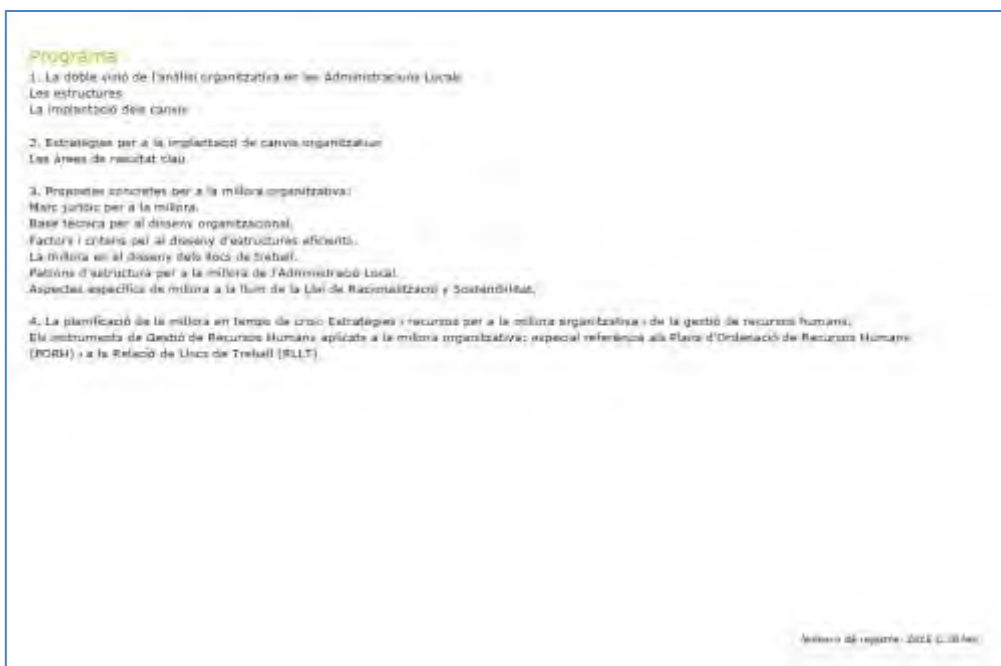 Programa
1. La doble visió de l'anàlisi organitzativa en les Administracions Locals
Les estructures
La implantació dels canvis
2. Estratègies per a la implantació de canvis organitzatius
Les àrees de resultat clau
3. Propostes concretes per a la millora organitzativa:
Marc jurídic per a la millora.
Base tècnica per al disseny organitzacional.
Factors i criteris per al disseny d'estructures eficients.
La millora en el disseny dels llocs de treball.
Patrons d'estructura per a la millora de l'Administració Local.
Aspectes específics de millora a la llum de la Llei de Racionalització y Sostenibilitat.
4. La planificació de la millora en temps de crisi: Estratègies i recursos per a la millora organitzativa i de la gestió de recursos humans.
Els instruments de Gestió de Recursos Humans aplicats a la millora organitzativa: especial referència als Plans d'Ordenació de Recursos Humans
(PORH) i a la Relació de Llocs de Treball (RLLT)
Número de registre: